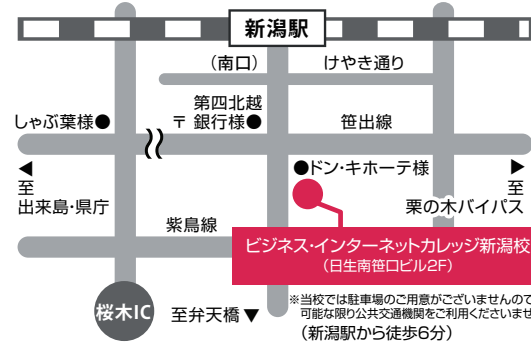 新潟駅
（南口）
けやき通り
第四北越
〒 銀行様●
しゃぶ葉様●
笹出線
●ドン・キホーテ様
◀
至
出来島・県庁
▶
至
栗の木バイパス
紫鳥線
ビジネス・インターネットカレッジ新潟校
（日生南笹口ビル2F）
桜木IC
至弁天橋▼
※当校では駐車場のご用意がございませんので
可能な限り公共交通機関をご利用くださいませ
（新潟駅から徒歩6分）